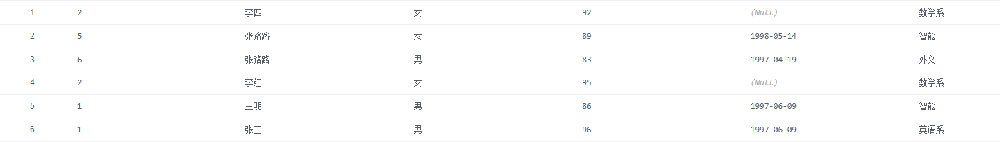 1 2 李四 女 92 (Null) 数学系
2 5 张路路 女 89 1998-05-14 智能
3 6 张路路 男 83 1997-04-19 外文
4 2 李红 女 95 (Null) 数学系
5 1 王明 男 86 1997-06-09 智能
6 1 张三 男 96 1997-06-09 英语系